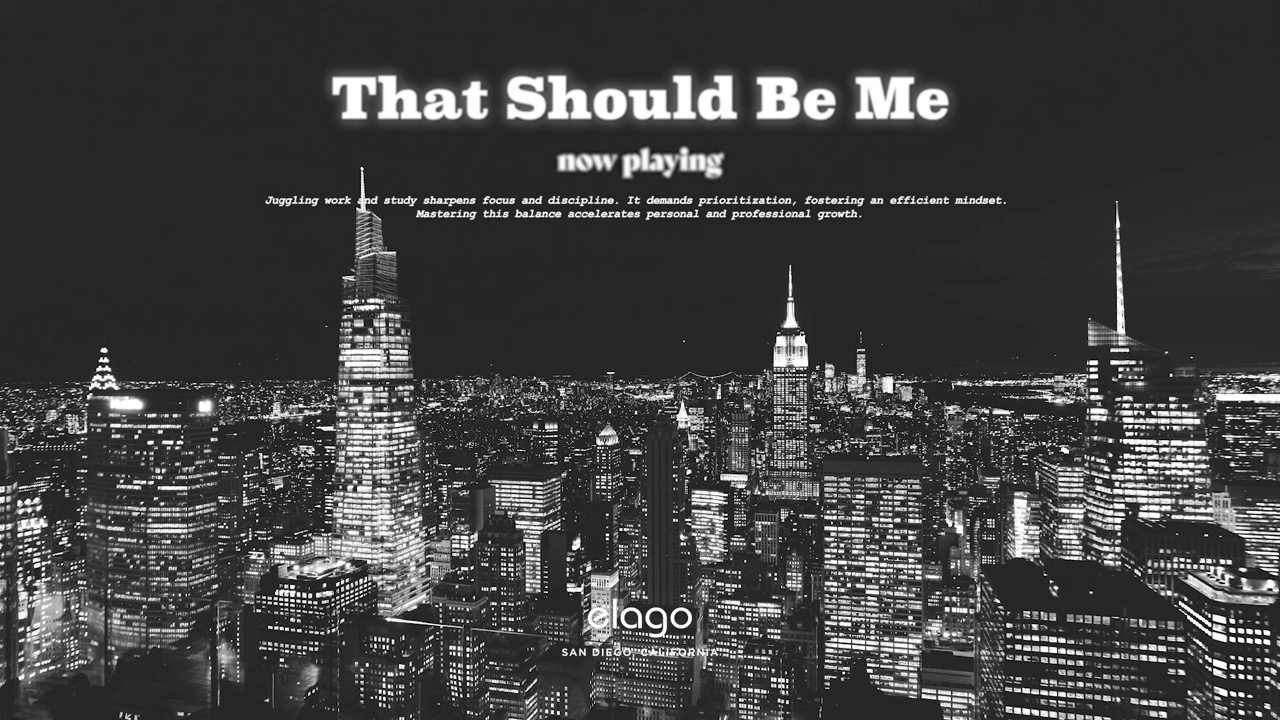 That Should Be Me
now playing
Juggling work and study sharpens focus and discipline. It demands prioritization, fostering an efficient mindset.
Mastering this balance accelerates personal and professional growth.
elago
SAN DIEGO, CALIFORNIA